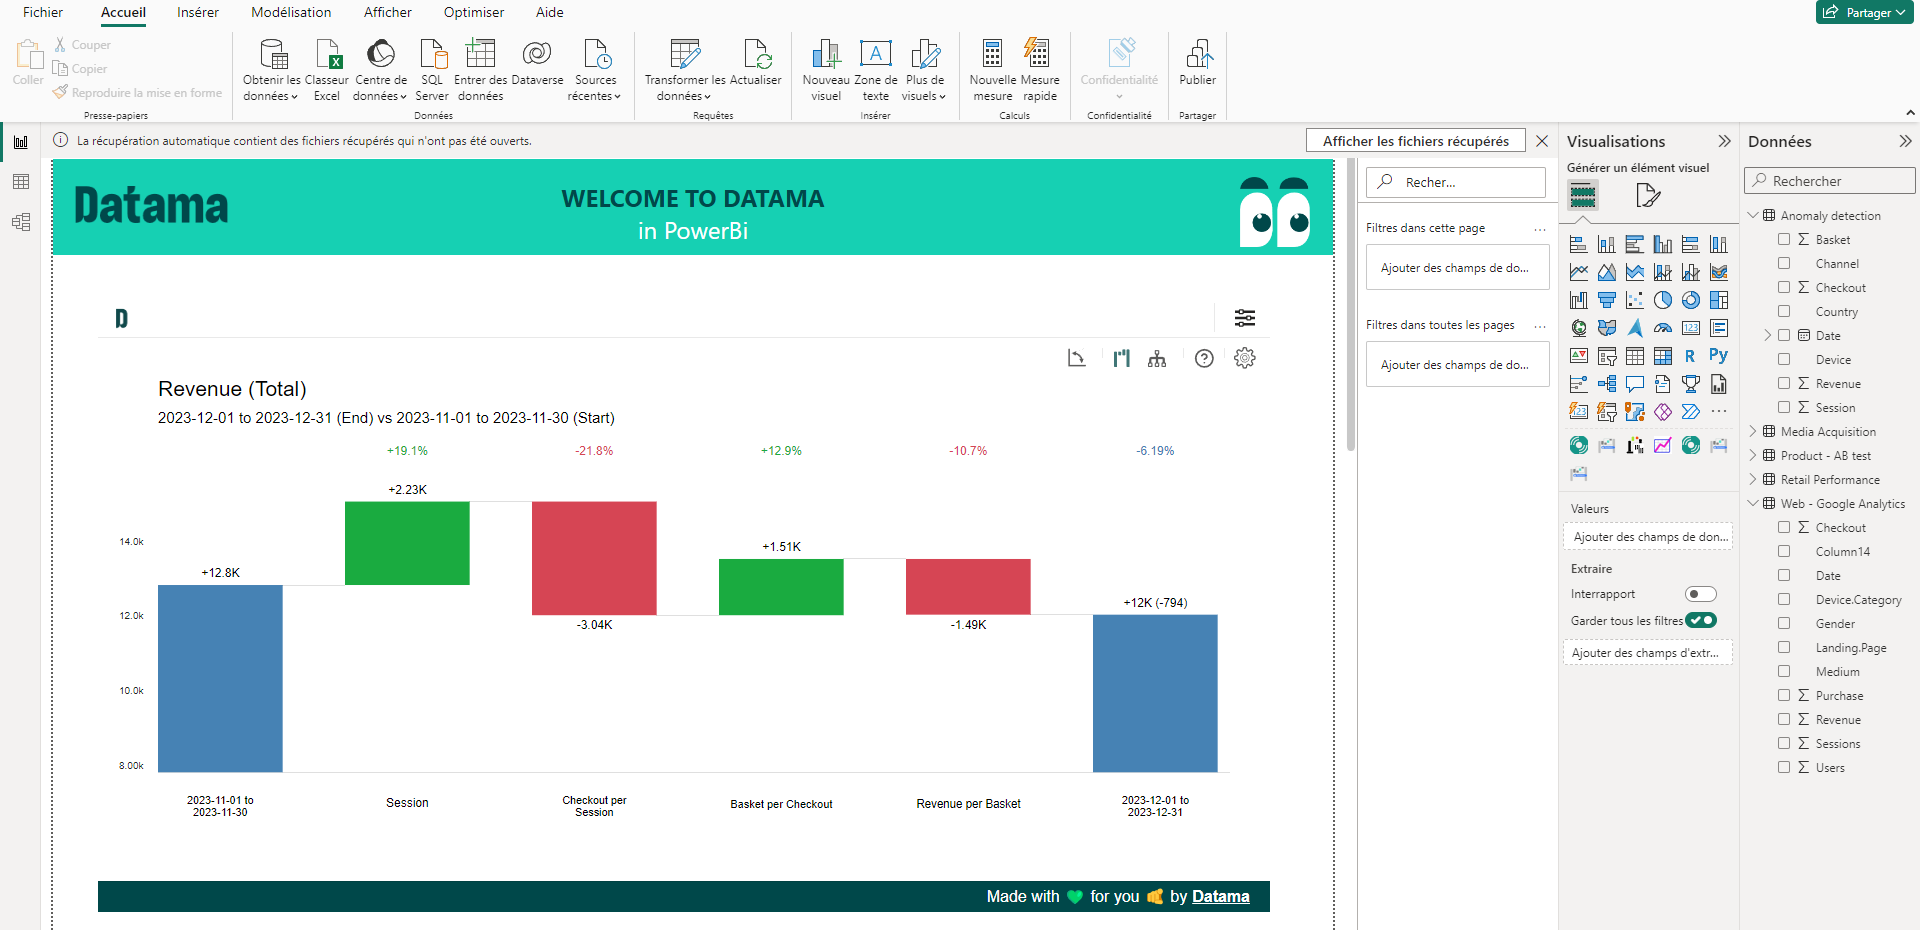 Fichier Accueil Insérer Modélisation Afficher Optimiser Aide
Partager
Coller
Couper
Copier
Reproduire la mise en forme
Presse-papiers
Obtenir les données
Classeur Excel
Centre de données
SQL Server
Entrer des données
Dataverse
Sources récentes
Données
Transformer les données
Actualiser
Requêtes
Nouveau visuel
Zone de texte
Plus de visuels
Insérer
Nouvelle mesure
Mesure rapide
Calculs
Confidentialité
Confidentialité
Publier
Partager
La récupération automatique contient des fichiers récupérés qui n'ont pas été ouverts.
Afficher les fichiers récupérés
Datama
WELCOME TO DATAMA
in PowerBi
D
Revenue (Total)
2023-12-01 to 2023-12-31 (End) vs 2023-11-01 to 2023-11-30 (Start)
+19.1% -21.8% +12.9% -10.7% -6.19%
+2.23K
14.0k
+1.51K
+12.8K
+12K (-794)
12.0k
-3.04K
-1.49K
10.0k
8.00k
2023-11-01 to
2023-11-30
Session
Checkout per
Session
Basket per Checkout
Revenue per Basket
2023-12-01 to
2023-12-31
Made with 💚 for you 🫵 by Datama
Recher...
Filtres dans cette page ...
Ajouter des champs de do...
Filtres dans toutes les pages ...
Ajouter des champs de do...
Visualisations
Générer un élément visuel
123
R Py
123
...
Valeurs
Ajouter des champs de don...
Extraire
Interrapport
Garder tous les filtres
Ajouter des champs d'extr...
Données
Rechercher
Anomaly detection
Σ Basket
Channel
Σ Checkout
Country
Date
Device
Σ Revenue
Σ Session
Media Acquisition
Product - AB test
Retail Performance
Web - Google Analytics
Σ Checkout
Column14
Date
Device.Category
Gender
Landing.Page
Medium
Σ Purchase
Σ Revenue
Σ Sessions
Σ Users